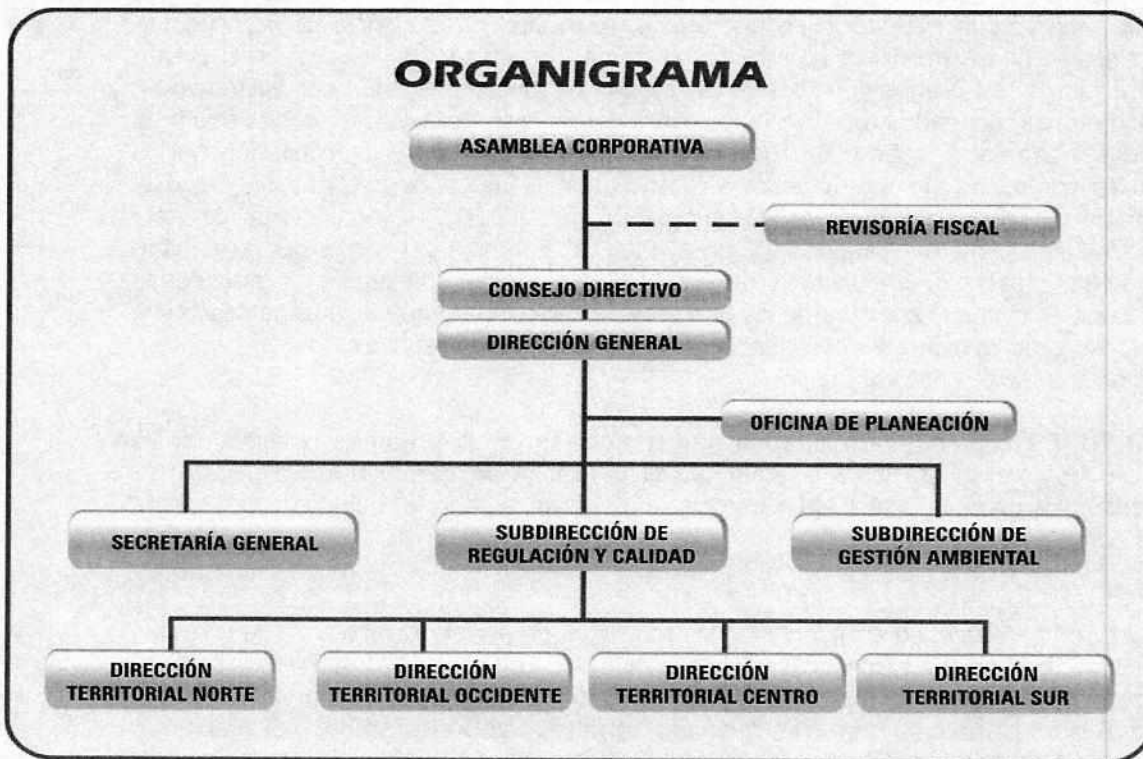 ORGANIGRAMA
ASAMBLEA CORPORATIVA
REVISORÍA FISCAL
CONSEJO DIRECTIVO
DIRECCIÓN GENERAL
OFICINA DE PLANEACIÓN
SECRETARÍA GENERAL
SUBDIRECCIÓN DE
REGULACIÓN Y CALIDAD
SUBDIRECCIÓN DE
GESTIÓN AMBIENTAL
DIRECCIÓN
TERRITORIAL NORTE
DIRECCIÓN
TERRITORIAL OCCIDENTE
DIRECCIÓN
TERRITORIAL CENTRO
DIRECCIÓN
TERRITORIAL SUR